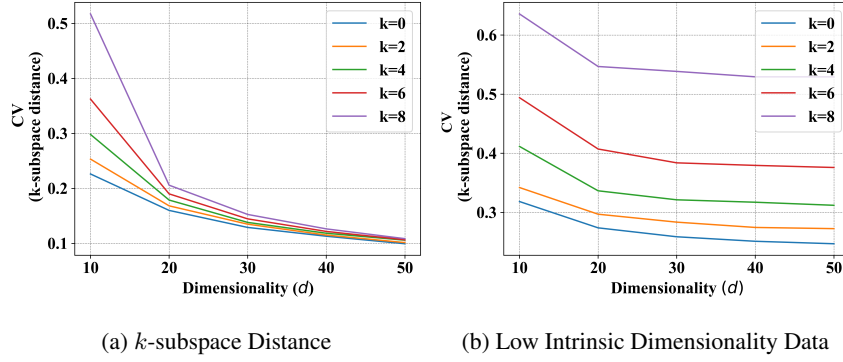 CV
(k-subspace distance)
0.5
0.4
0.3
0.2
0.1
10 20 30 40 50
Dimensionality (d)
k=0
k=2
k=4
k=6
k=8
(a) k-subspace Distance
CV
(k-subspace distance)
0.6
0.5
0.4
0.3
10 20 30 40 50
Dimensionality (d)
k=0
k=2
k=4
k=6
k=8
(b) Low Intrinsic Dimensionality Data